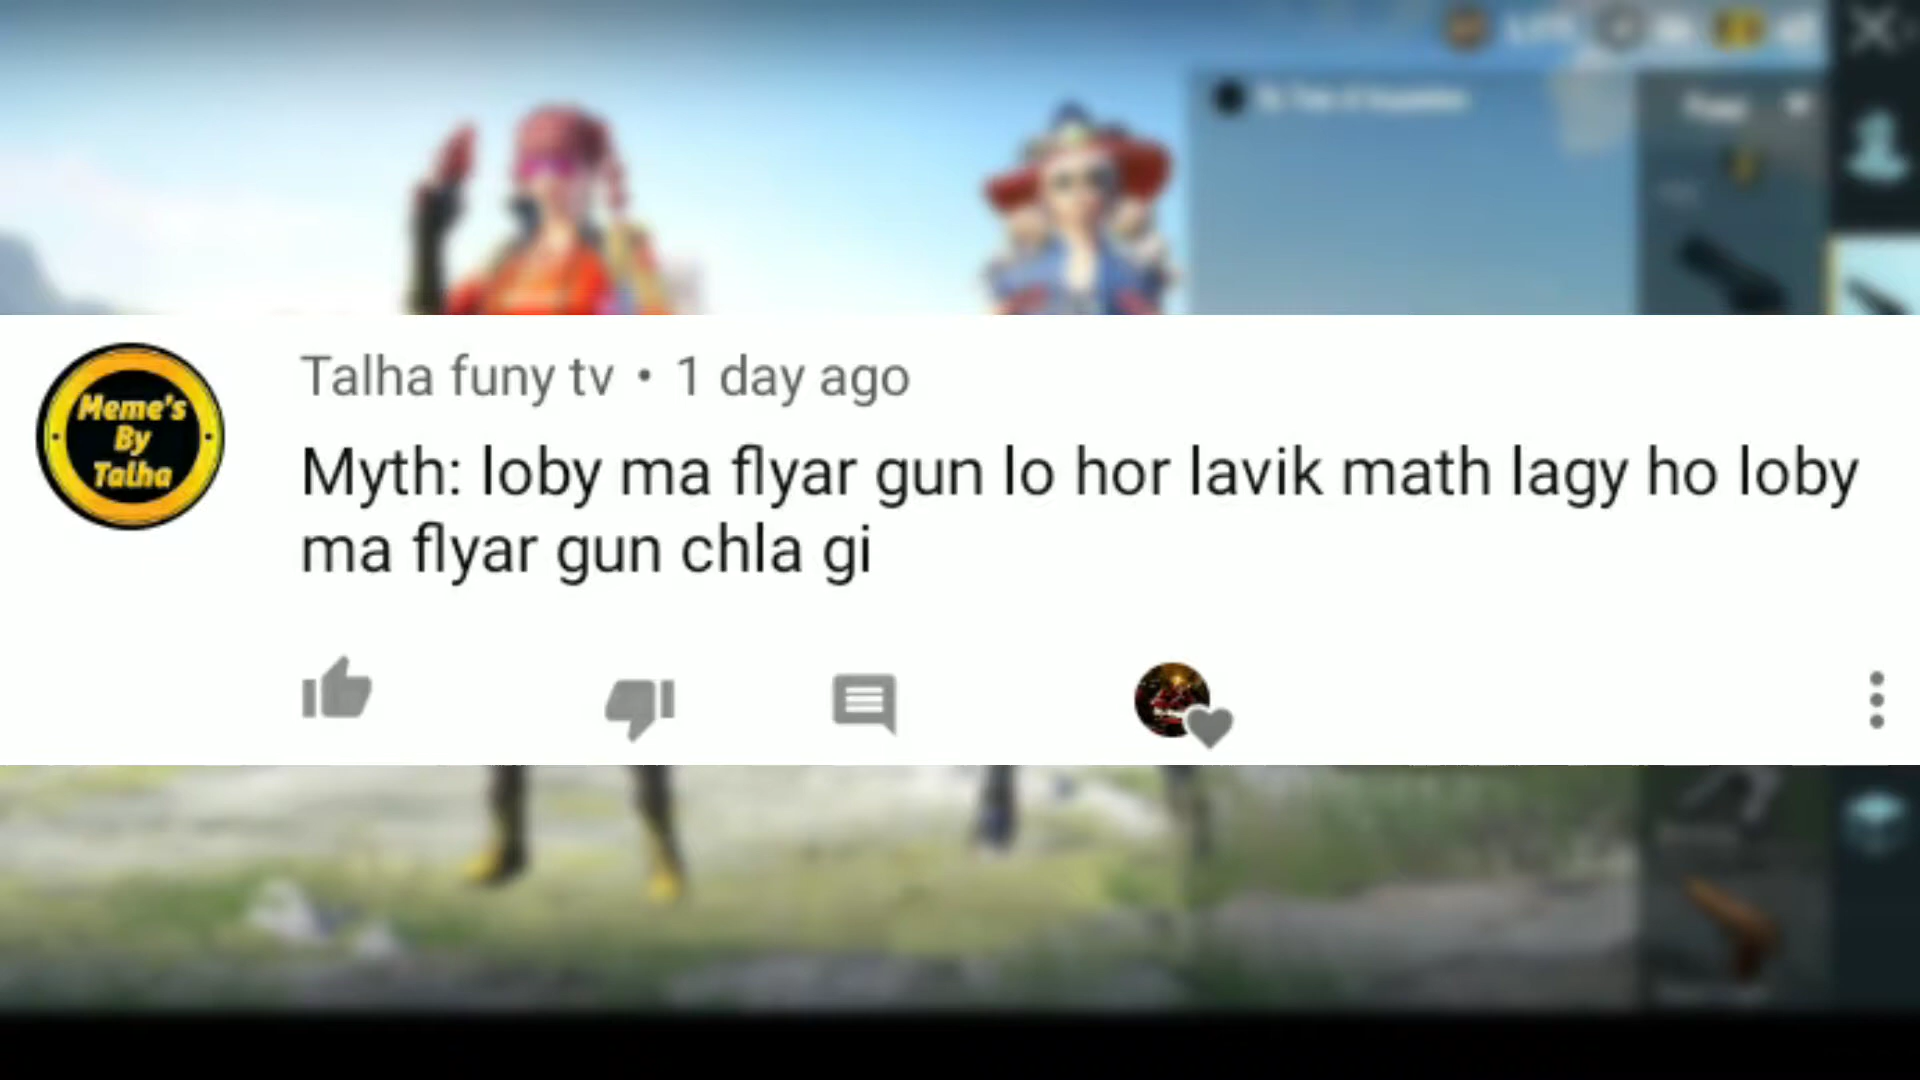 Meme's
By
Talha
Talha funy tv • 1 day ago
Myth: loby ma flyar gun lo hor lavik math lagy ho loby
ma flyar gun chla gi